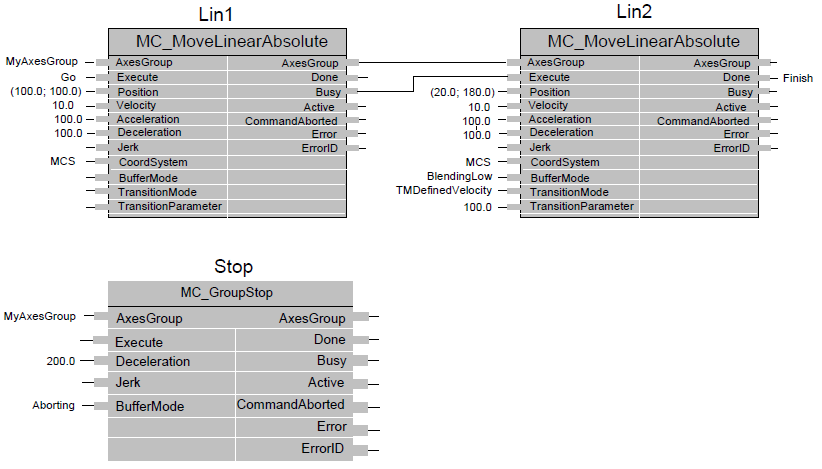 Lin1
MC_MoveLinearAbsolute
MyAxesGroup AxesGroup AxesGroup
Go Execute Done
(100.0; 100.0) Position Busy
10.0 Velocity Active
100.0 Acceleration CommandAborted
100.0 Deceleration Error
Jerk ErrorID
MCS CoordSystem
BufferMode
TransitionMode
TransitionParameter
Lin2
MC_MoveLinearAbsolute
AxesGroup AxesGroup
Execute Done Finish
(20.0; 180.0) Position Busy
10.0 Velocity Active
100.0 Acceleration CommandAborted
100.0 Deceleration Error
Jerk ErrorID
MCS CoordSystem
BlendingLow BufferMode
TMDefinedVelocity TransitionMode
100.0 TransitionParameter
Stop
MC_GroupStop
MyAxesGroup AxesGroup AxesGroup
Execute Done
200.0 Deceleration Busy
Jerk Active
Aborting BufferMode CommandAborted
Error
ErrorID